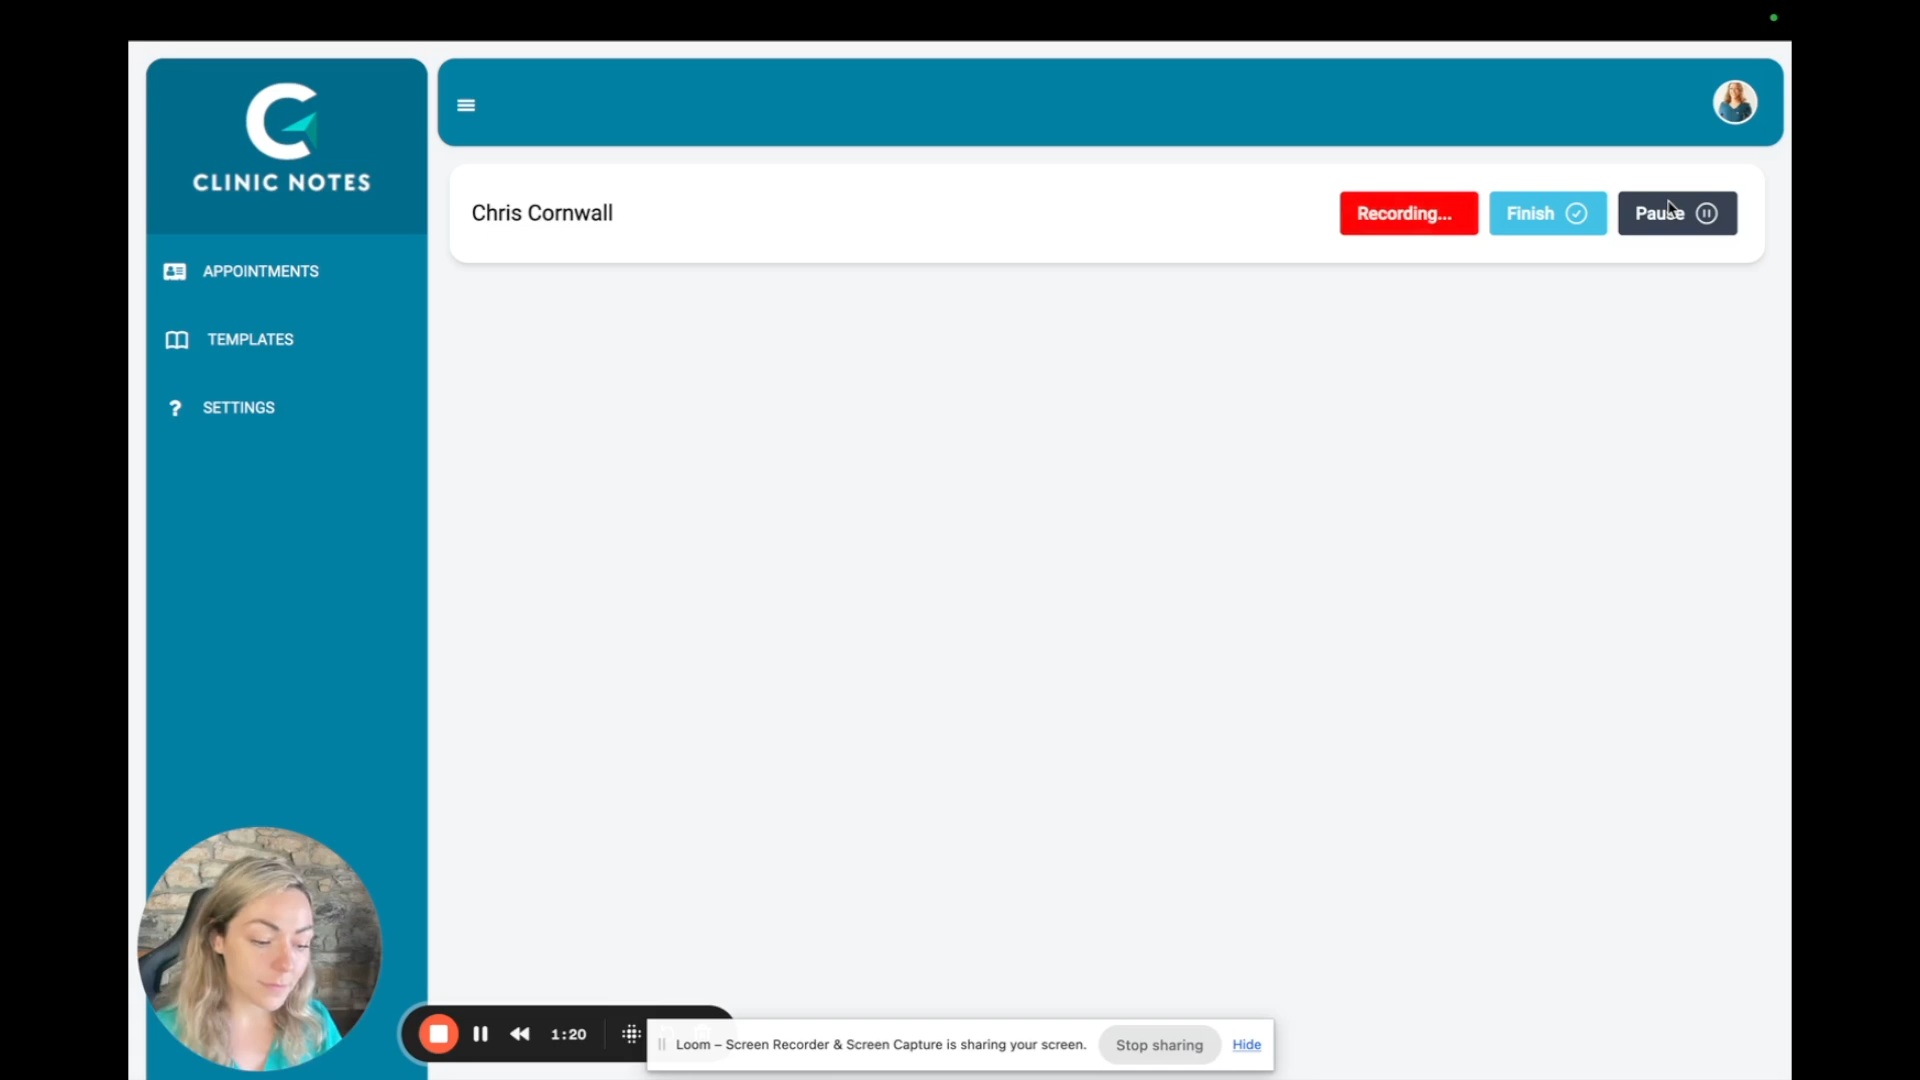 CLINIC NOTES
APPOINTMENTS
TEMPLATES
? SETTINGS
Chris Cornwall
Recording...
Finish
Pause
1:20
Loom – Screen Recorder & Screen Capture is sharing your screen.
Stop sharing
Hide